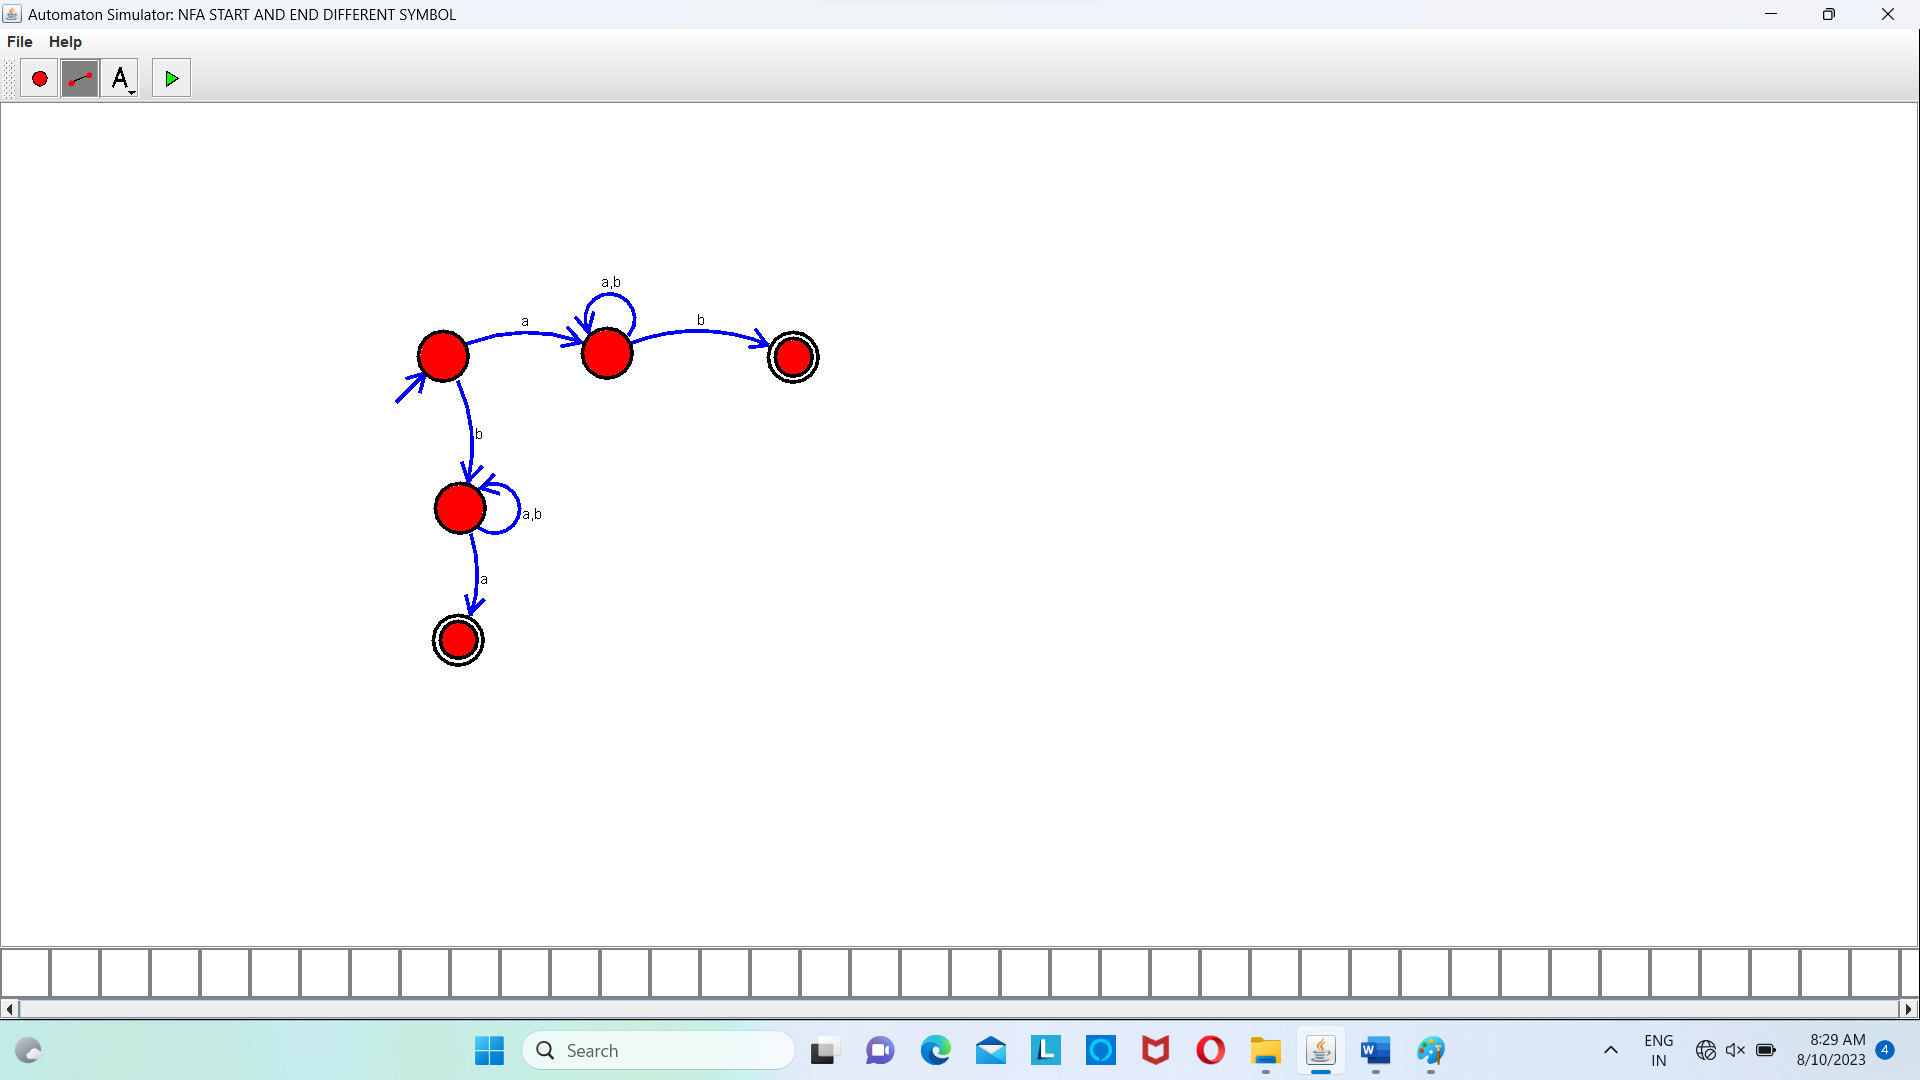 Automaton Simulator: NFA START AND END DIFFERENT SYMBOL
File Help
A
a,b
a
b
b
a,b
a
Search
L
W
ENG
IN
8:29 AM
8/10/2023
4